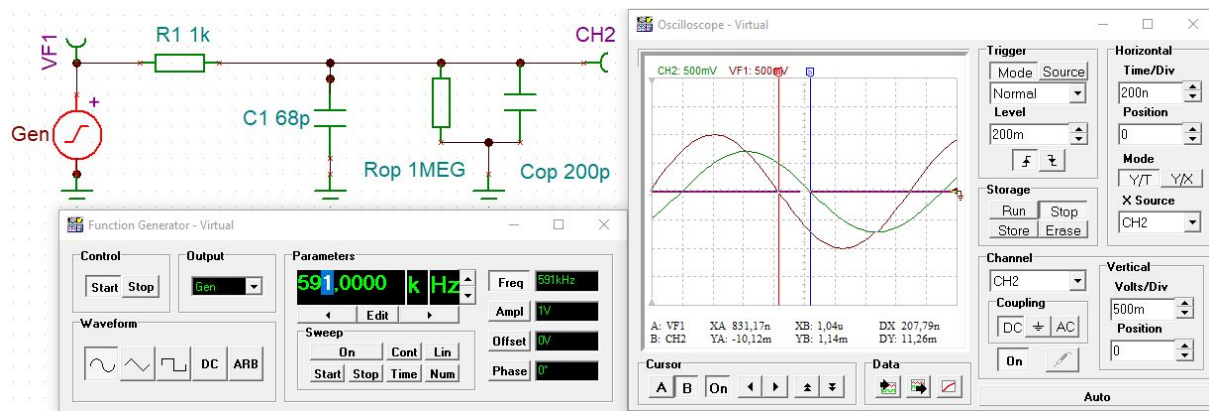 VF1
R1 1k
CH2
+
Gen
C1 68p
Rop 1MEG
Cop 200p
Function Generator - Virtual
Control
Start Stop
Output
Gen
Parameters
591,0000 k Hz
Edit
Freq 591kHz
Ampl 1V
Offset 0V
Phase 0°
Waveform
DC ARB
Sweep
On Cont Lin
Start Stop Time Num
Oscilloscope - Virtual
CH2: 500mV VF1: 500mV
A: VF1 XA 831,17n XB: 1,04u DX 207,79n
B: CH2 YA: -10,12m YB: 1,14m DY: 11,26m
Cursor
A B On
Data
Trigger
Mode Source
Normal
Level
200m
Storage
Run Stop
Store Erase
Horizontal
Time/Div
200n
Position
0
Mode
Y/T Y/X
X Source
CH2
Channel
CH2
Coupling
DC AC
On
Vertical
Volts/Div
500m
Position
0
Auto